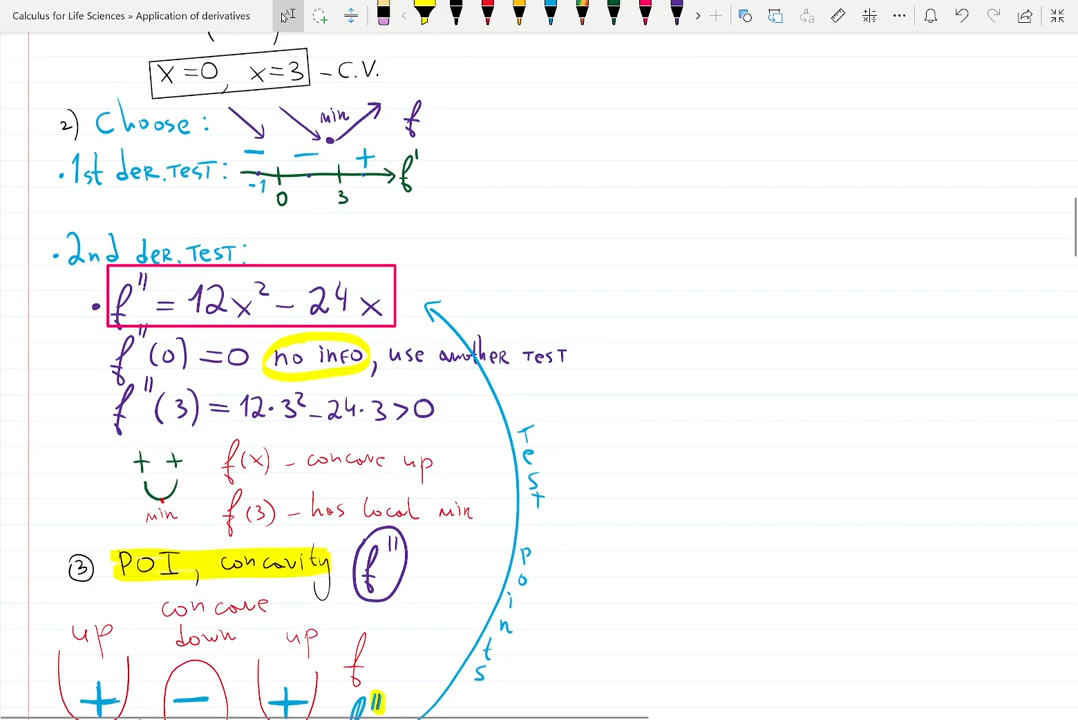 Calculus for Life Sciences » Application of derivatives
x=0, x=3 - C.V.
2) Choose:
min
f
- - +
• 1st der. TEST:
f'
-1 0 3
• 2nd der. TEST:
• f'' = 12x² - 24x
f''(0) = 0 no info, use another TEST
f''(3) = 12·3² - 24·3 > 0
+ + f(x) - concave up
min f(3) - has local min
Test points
③ POI, concavity f''
concave
up down up f
+ - + f''